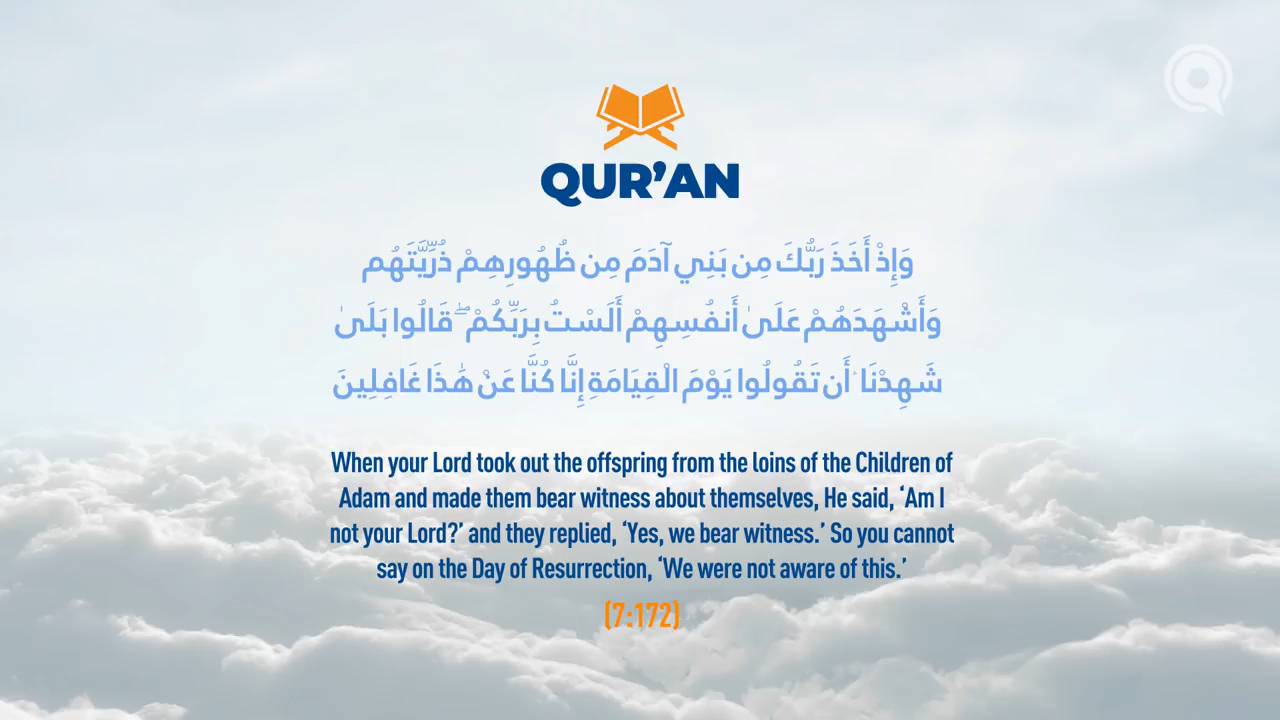 QUR’AN
وَإِذْ أَخَذَ رَبُّكَ مِن بَنِي آدَمَ مِن ظُهُورِهِمْ ذُرِّيَّتَهُم
وَأَشْهَدَهُمْ عَلَىٰ أَنفُسِهِمْ أَلَسْتُ بِرَبِّكُمْ ۖ قَالُوا بَلَىٰ
شَهِدْنَا ۛ أَن تَقُولُوا يَوْمَ الْقِيَامَةِ إِنَّا كُنَّا عَنْ هَٰذَا غَافِلِينَ
When your Lord took out the offspring from the loins of the Children of
Adam and made them bear witness about themselves, He said, ‘Am I
not your Lord?’ and they replied, ‘Yes, we bear witness.’ So you cannot
say on the Day of Resurrection, ‘We were not aware of this.’
(7:172)